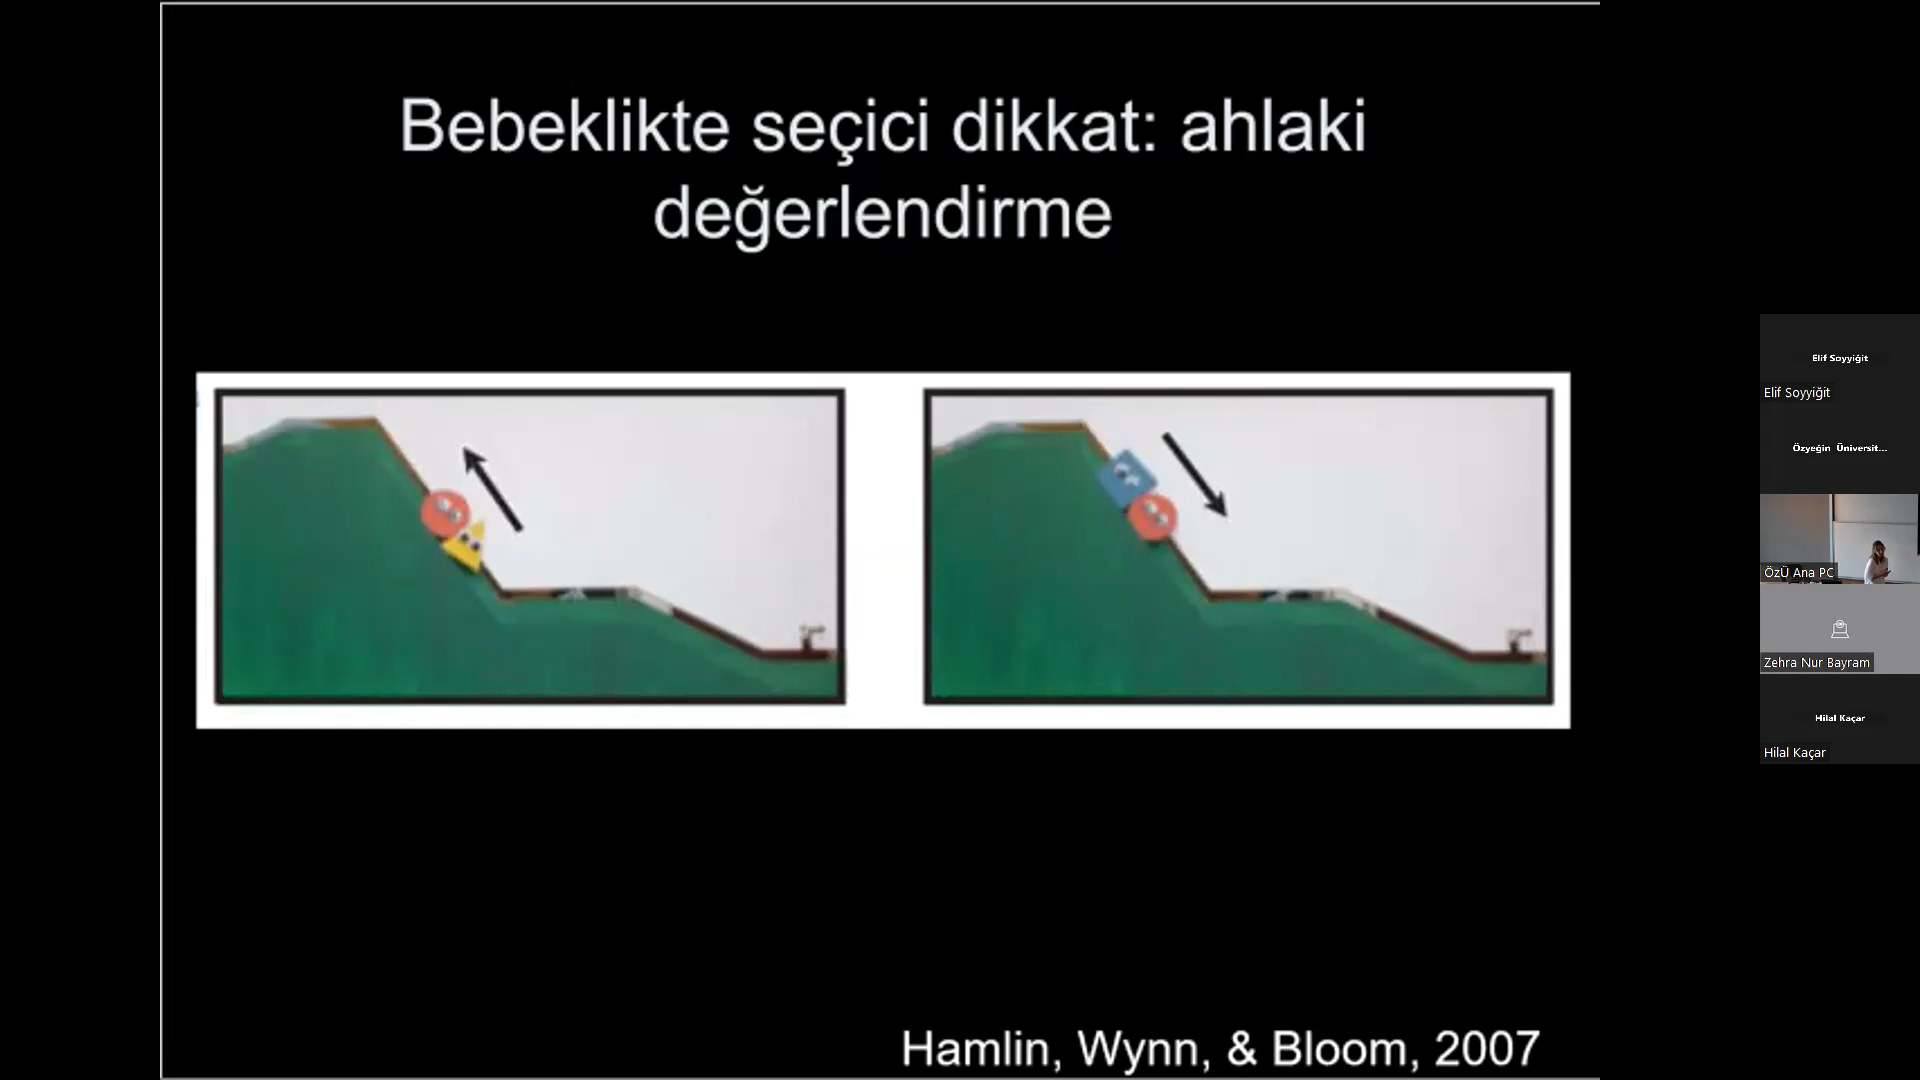 Bebeklikte seçici dikkat: ahlaki
değerlendirme
Hamlin, Wynn, & Bloom, 2007
Elif Soyyiğit
Elif Soyyiğit
Özyeğin Üniversit...
ÖzÜ Ana PC
Zehra Nur Bayram
Hilal Kaçar
Hilal Kaçar